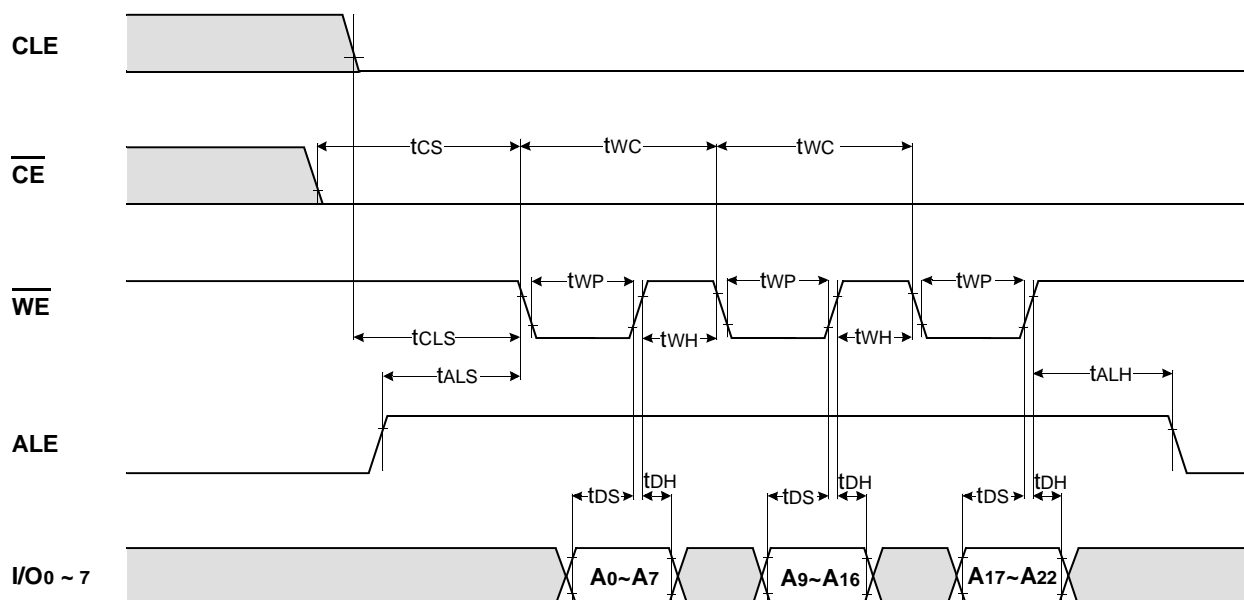 CLE
tCS
tWC
tWC
CE
tWP
tWP
tWP
WE
tCLS
tWH
tWH
tALS
tALH
ALE
tDS
tDH
tDS
tDH
tDS
tDH
I/O0 ~ 7
A0~A7
A9~A16
A17~A22